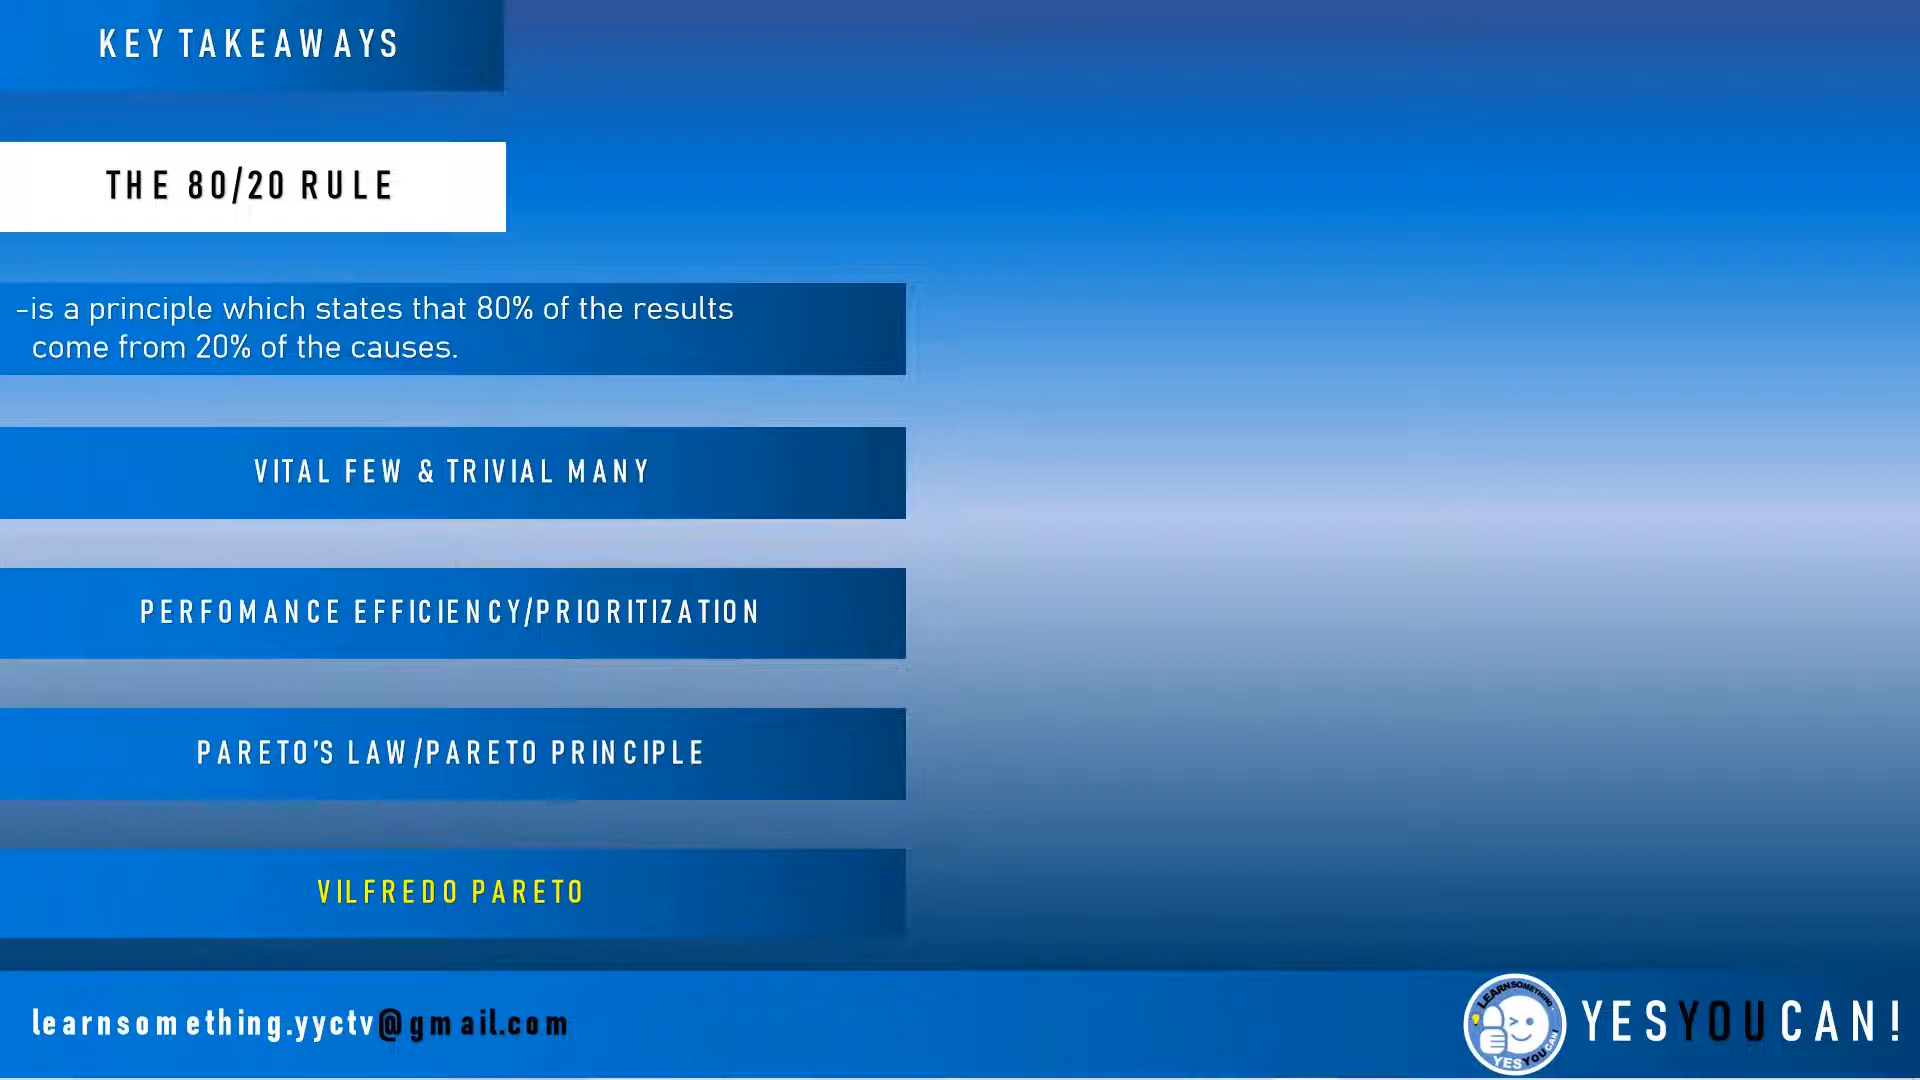 KEY TAKEAWAYS
THE 80/20 RULE
-is a principle which states that 80% of the results
come from 20% of the causes.
VITAL FEW & TRIVIAL MANY
PERFOMANCE EFFICIENCY/PRIORITIZATION
PARETO'S LAW/PARETO PRINCIPLE
VILFREDO PARETO
learnsomething.yyctv@gmail.com
LEARNSOMETHING
YESYOUCAN!
YESYOUCAN!